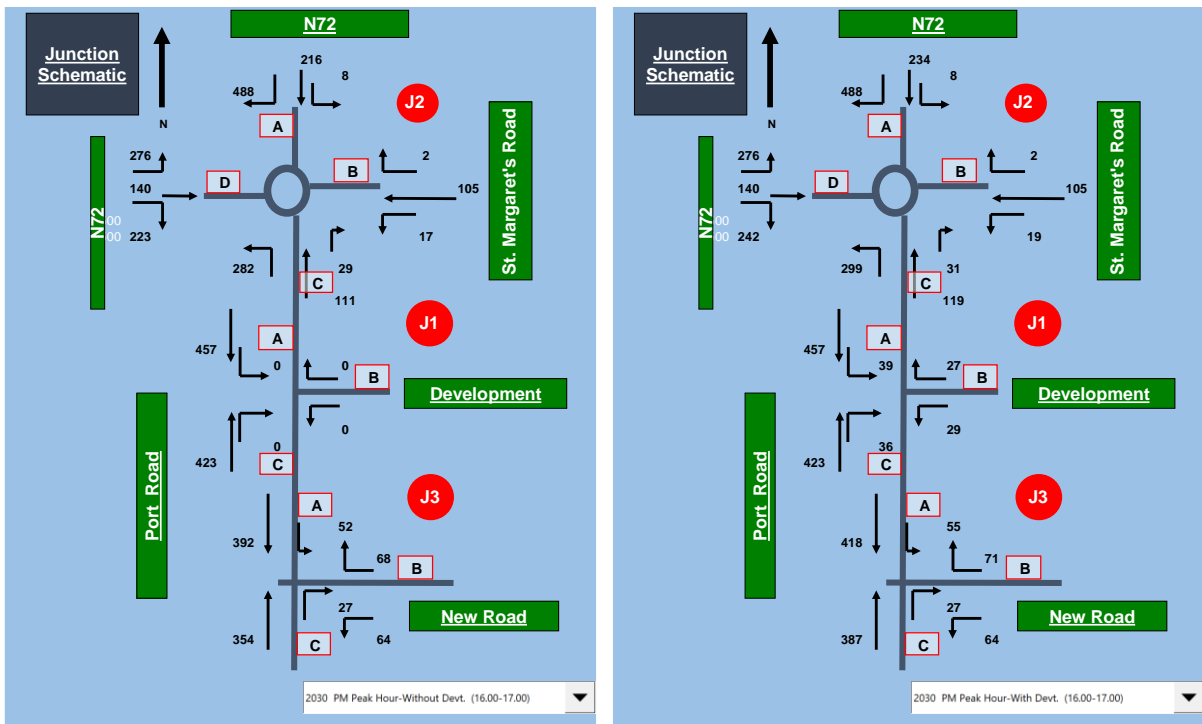 N72
Junction
Schematic
N
216
8
488
J2
A
276
2
D
B
140
105
N72
00
00
223
17
St. Margaret's Road
282
29
C
111
J1
457
A
0
0
B
Development
0
0
423
C
Port Road
J3
A
52
392
68
B
27
New Road
354
64
C
2030 PM Peak Hour-Without Devt. (16.00-17.00)
N72
Junction
Schematic
N
234
8
488
J2
A
276
2
D
B
140
105
N72
00
00
242
19
St. Margaret's Road
299
31
C
119
J1
457
A
39
27
B
Development
29
36
423
C
Port Road
J3
A
55
418
71
B
27
New Road
387
64
C
2030 PM Peak Hour-With Devt. (16.00-17.00)